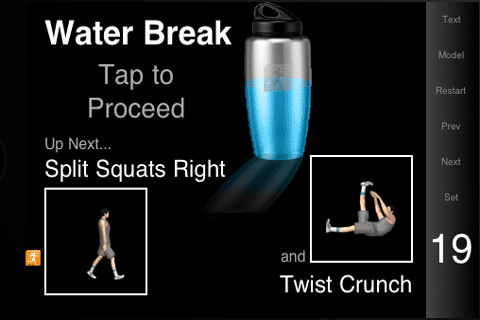 Water Break
Tap to
Proceed
Up Next...
Split Squats Right
and
Twist Crunch
Text
Model
Restart
Prev
Next
Set
19